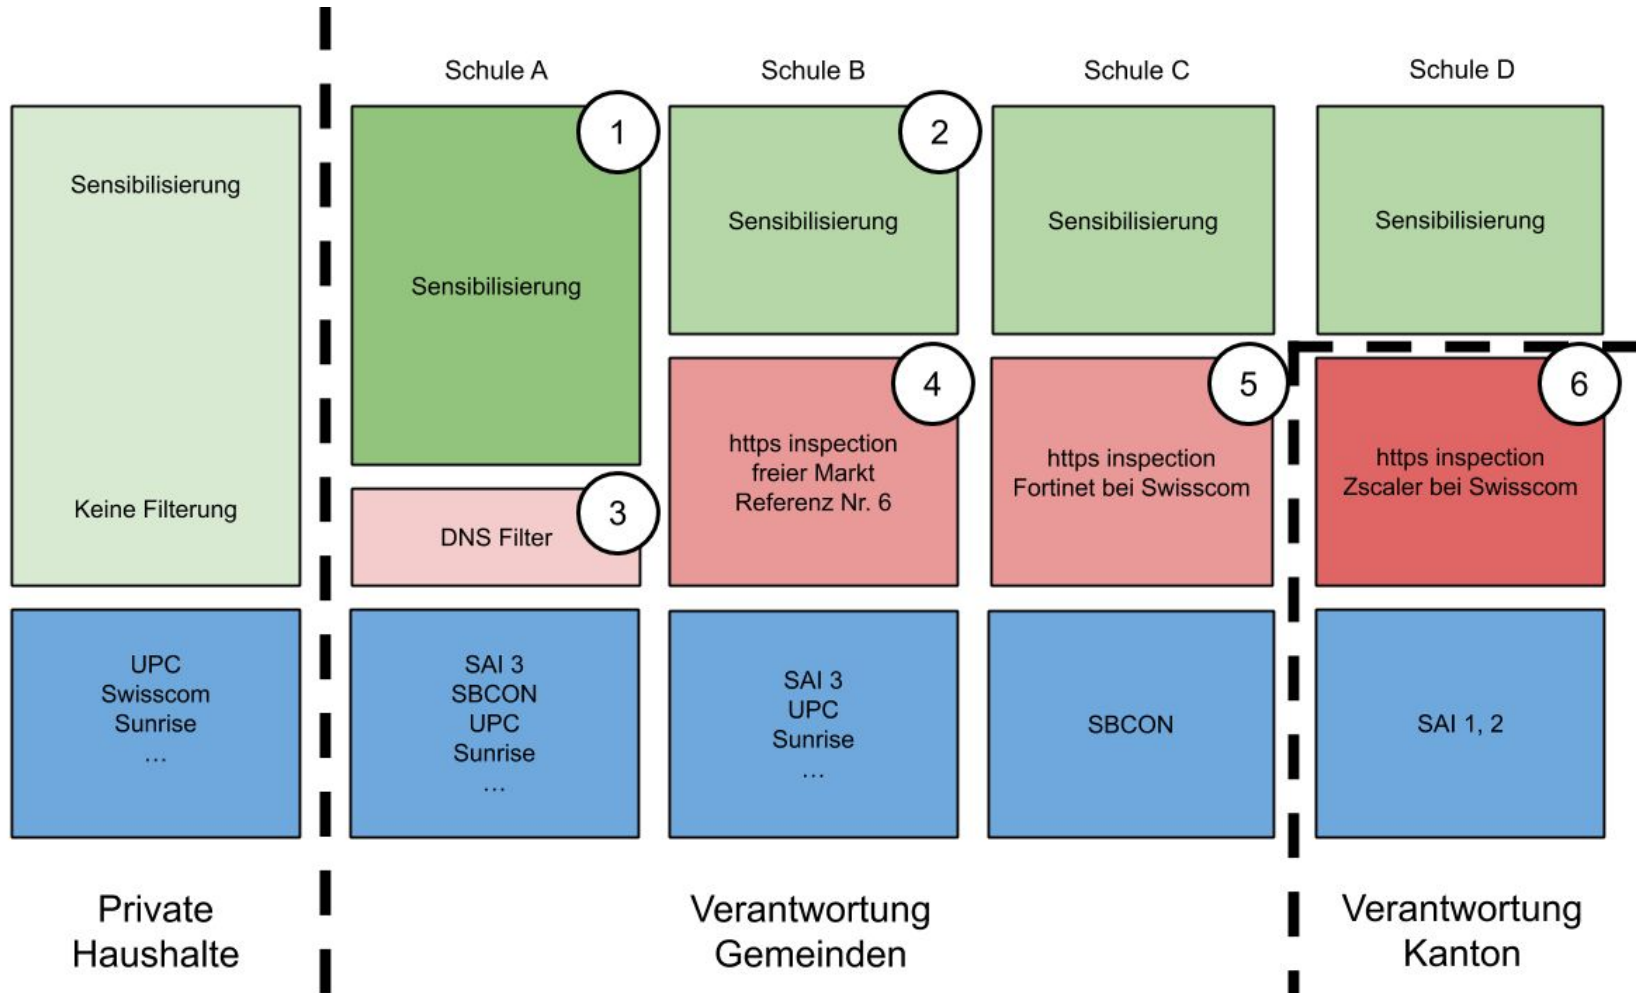 Schule A
Schule B
Schule C
Schule D
Sensibilisierung
Keine Filterung
UPC
Swisscom
Sunrise
...
Private
Haushalte
1
Sensibilisierung
3
DNS Filter
SAI 3
SBCON
UPC
Sunrise
...
2
Sensibilisierung
4
https inspection
freier Markt
Referenz Nr. 6
SAI 3
UPC
Sunrise
...
Sensibilisierung
5
https inspection
Fortinet bei Swisscom
SBCON
Verantwortung
Gemeinden
Sensibilisierung
6
https inspection
Zscaler bei Swisscom
SAI 1, 2
Verantwortung
Kanton